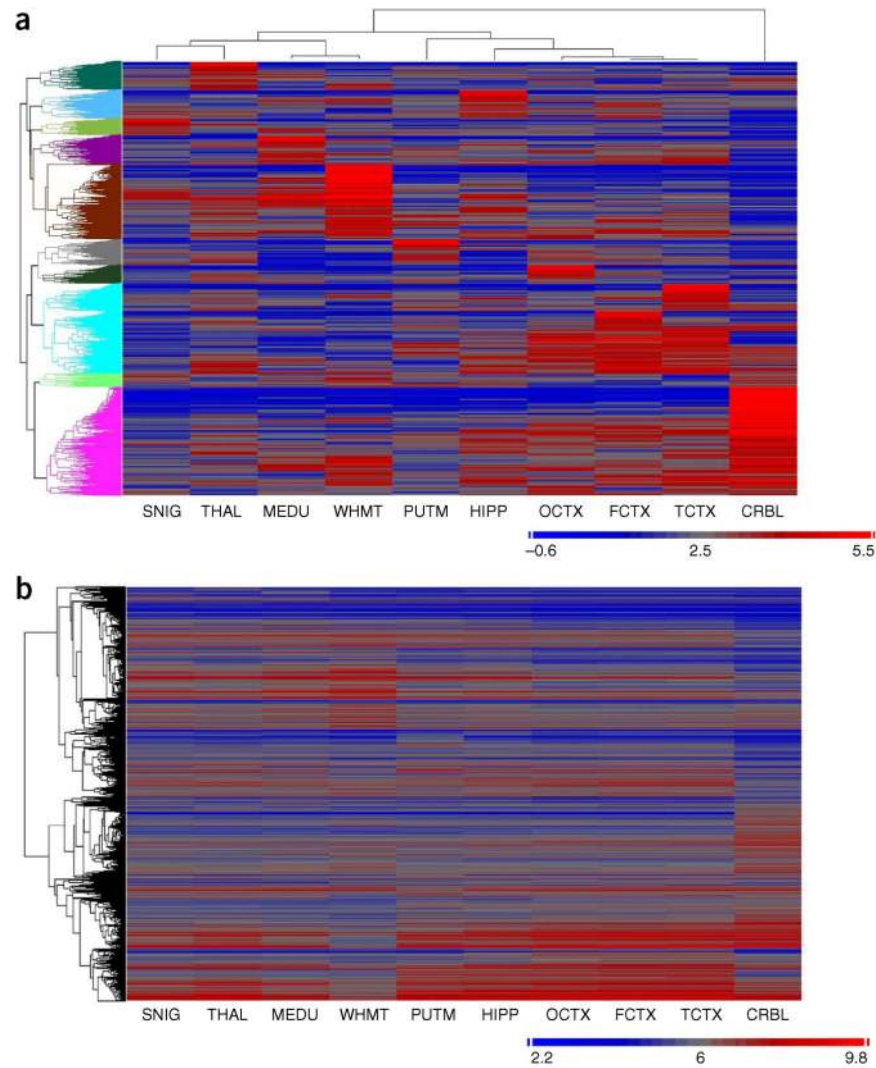 a
SNIG THAL MEDU WHMT PUTM HIPP OCTX FCTX TCTX CRBL
−0.6 2.5 5.5
b
SNIG THAL MEDU WHMT PUTM HIPP OCTX FCTX TCTX CRBL
2.2 6 9.8